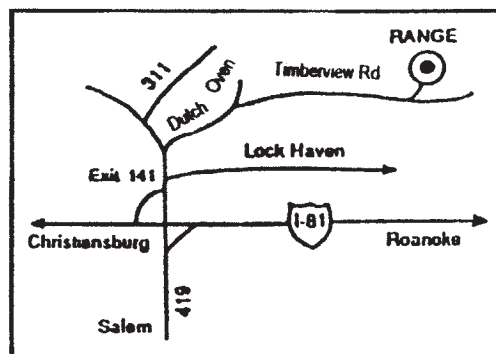 RANGE
311
Dutch Oven
Timberview Rd
Lock Haven
Exit 141
I-81
Christiansburg
Roanoke
419
Salem